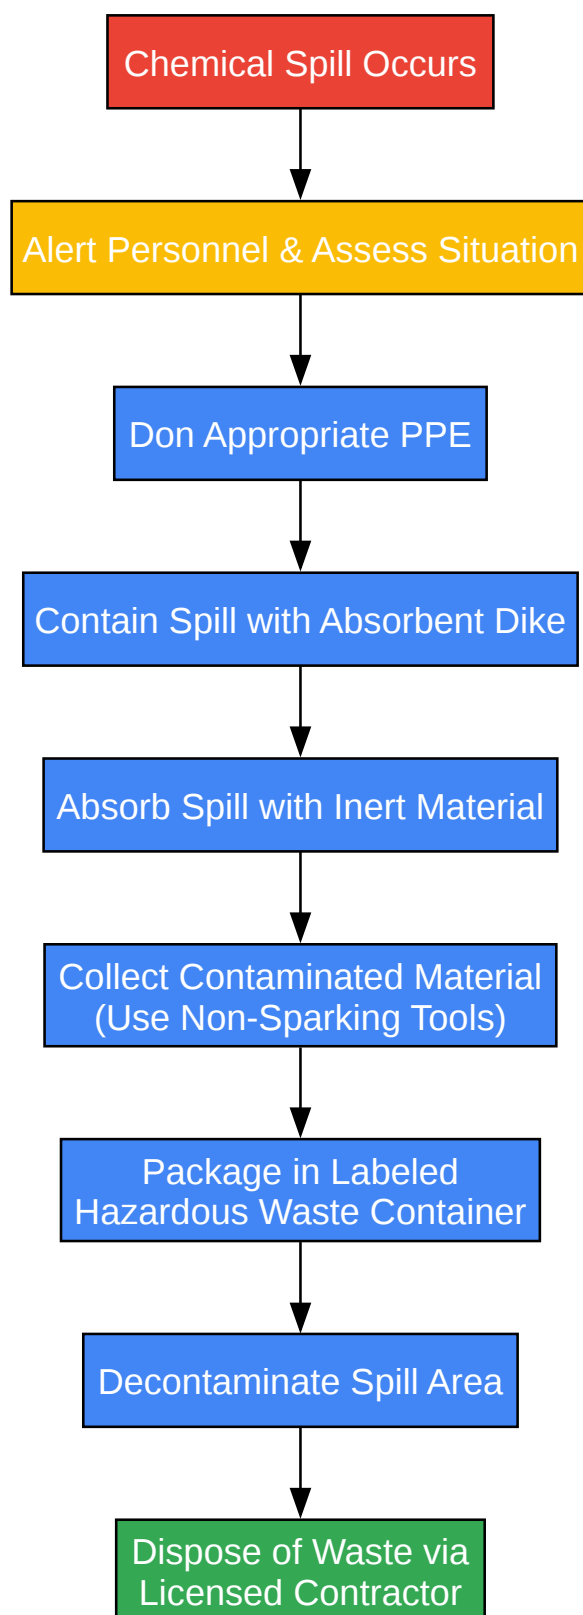 Chemical Spill Occurs
Alert Personnel & Assess Situation
Don Appropriate PPE
Contain Spill with Absorbent Dike
Absorb Spill with Inert Material
Collect Contaminated Material
(Use Non-Sparking Tools)
Package in Labeled
Hazardous Waste Container
Decontaminate Spill Area
Dispose of Waste via
Licensed Contractor